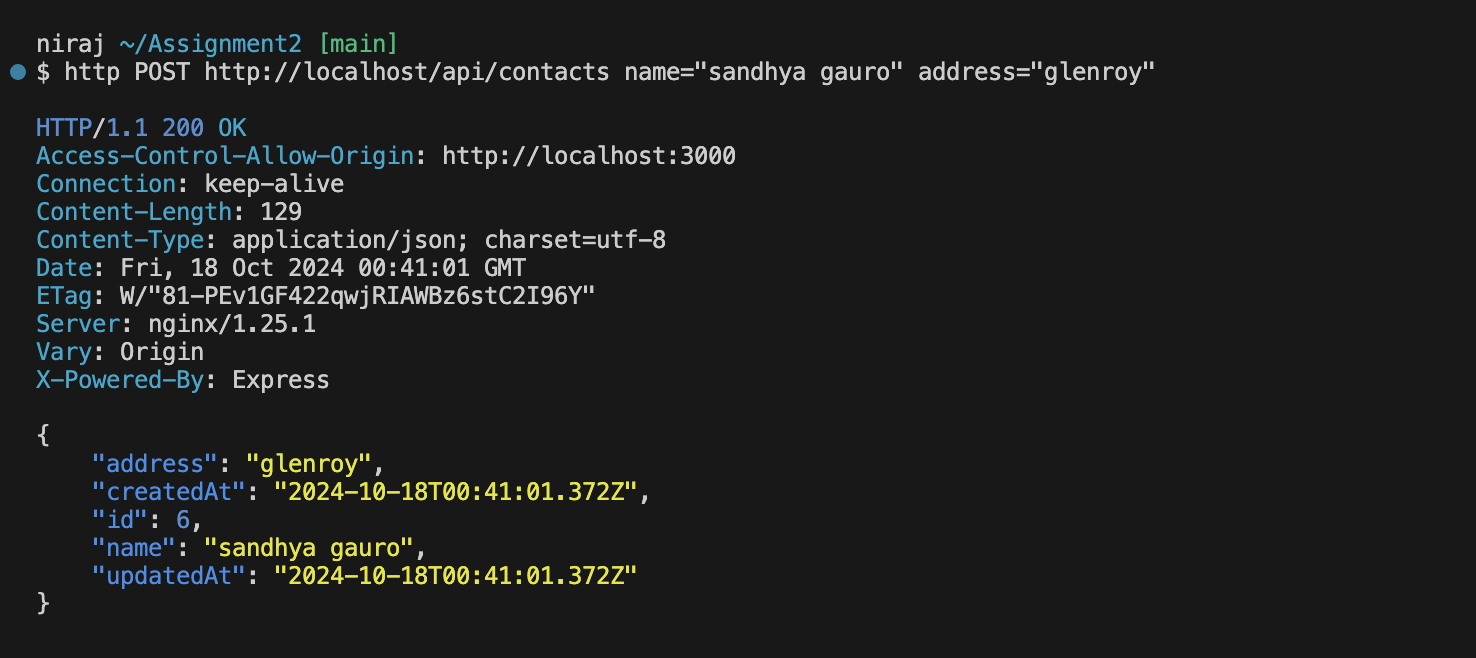 niraj ~/Assignment2 [main]
$ http POST http://localhost/api/contacts name="sandhya gauro" address="glenroy"
HTTP/1.1 200 OK
Access-Control-Allow-Origin: http://localhost:3000
Connection: keep-alive
Content-Length: 129
Content-Type: application/json; charset=utf-8
Date: Fri, 18 Oct 2024 00:41:01 GMT
ETag: W/"81-PEv1GF422qwjRIAWBz6stC2I96Y"
Server: nginx/1.25.1
Vary: Origin
X-Powered-By: Express
{
    "address": "glenroy",
    "createdAt": "2024-10-18T00:41:01.372Z",
    "id": 6,
    "name": "sandhya gauro",
    "updatedAt": "2024-10-18T00:41:01.372Z"
}